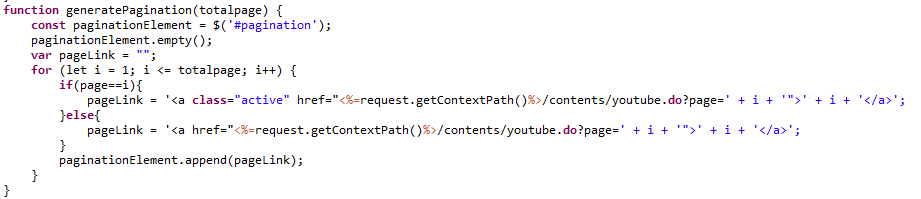 function generatePagination(totalpage) {
    const paginationElement = $('#pagination');
    paginationElement.empty();
    var pageLink = "";
    for (let i = 1; i <= totalpage; i++) {
        if(page==i){
            pageLink = '<a class="active" href="<%=request.getContextPath()%>/contents/youtube.do?page=' + i + '">' + i + '</a>';
        }else{
            pageLink = '<a href="<%=request.getContextPath()%>/contents/youtube.do?page=' + i + '">' + i + '</a>';
        }
        paginationElement.append(pageLink);
    }
}